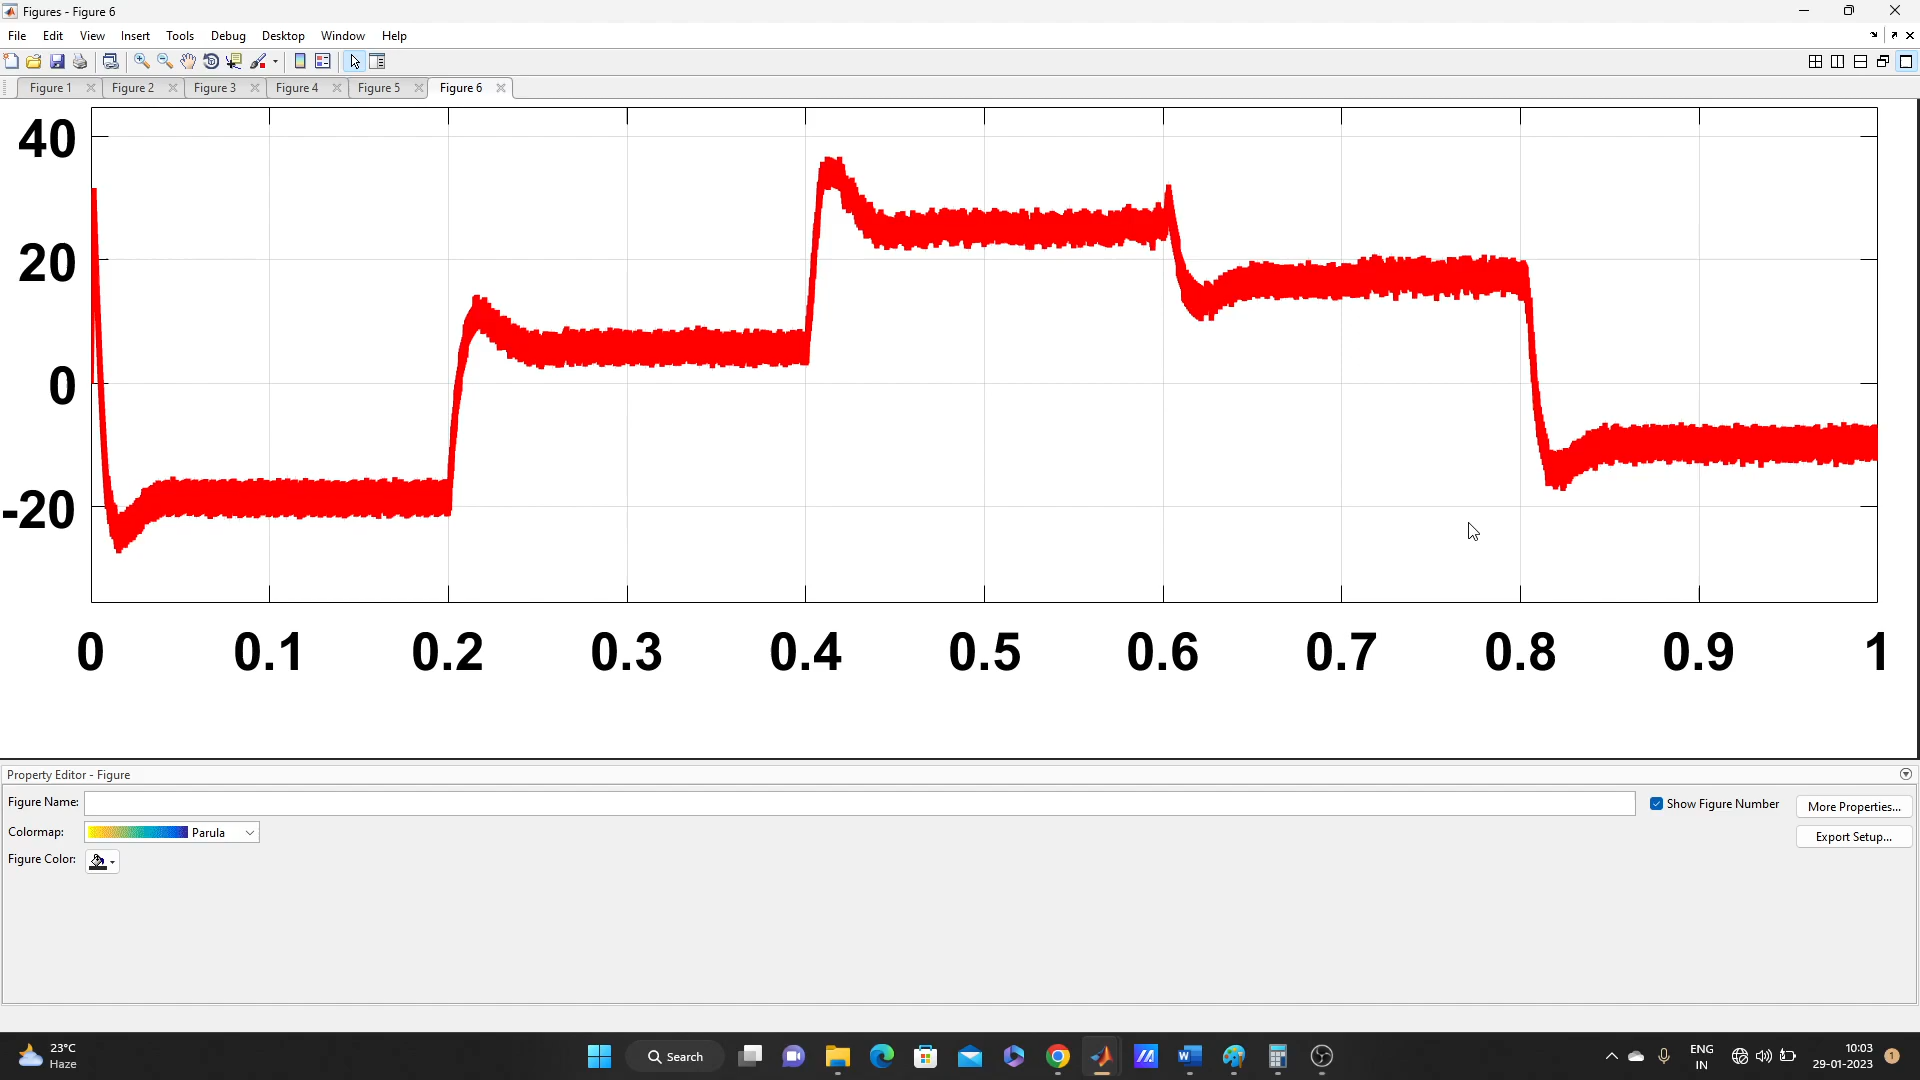 Figures - Figure 6
File Edit View Insert Tools Debug Desktop Window Help
Figure 1 Figure 2 Figure 3 Figure 4 Figure 5 Figure 6
40
20
0
-20
0 0.1 0.2 0.3 0.4 0.5 0.6 0.7 0.8 0.9 1
Property Editor - Figure
Figure Name: Show Figure Number More Properties...
Colormap: Parula Export Setup...
Figure Color:
23°C
Haze
Search
ENG
IN
10:03
29-01-2023
1